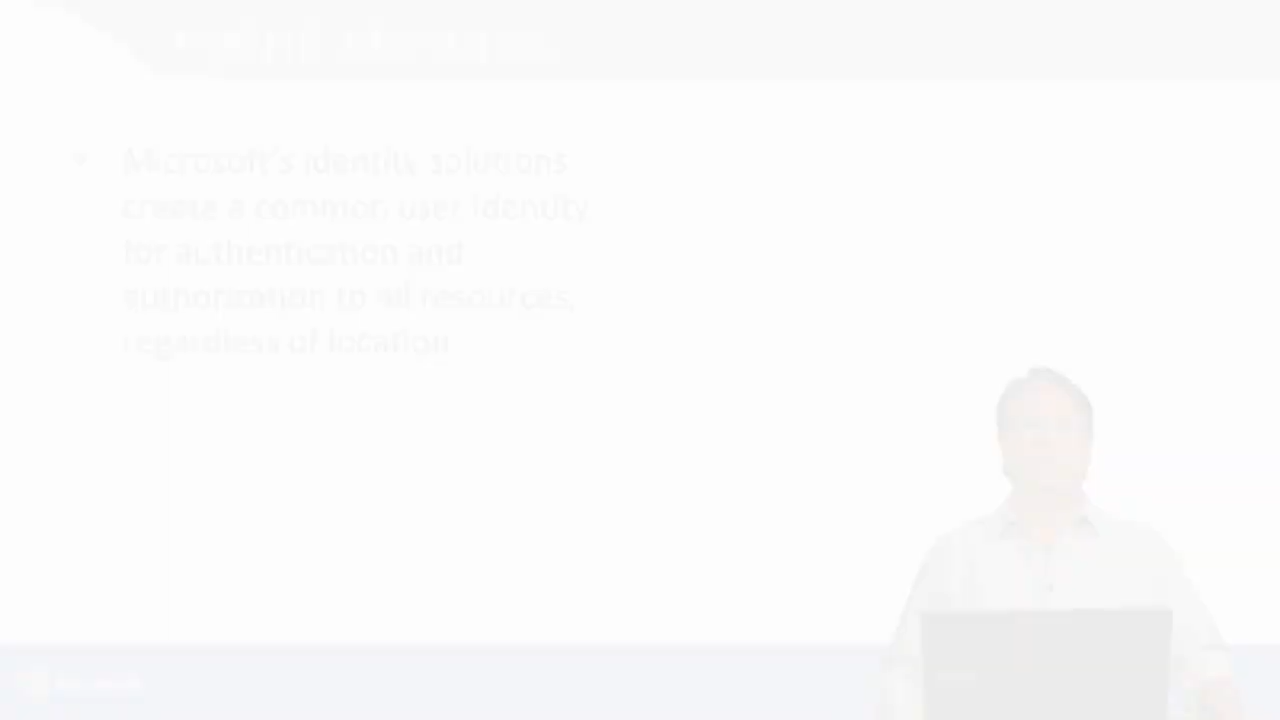 Microsoft's identity solutions
create a common user identity
for authentication and
authorization to all resources,
regardless of location